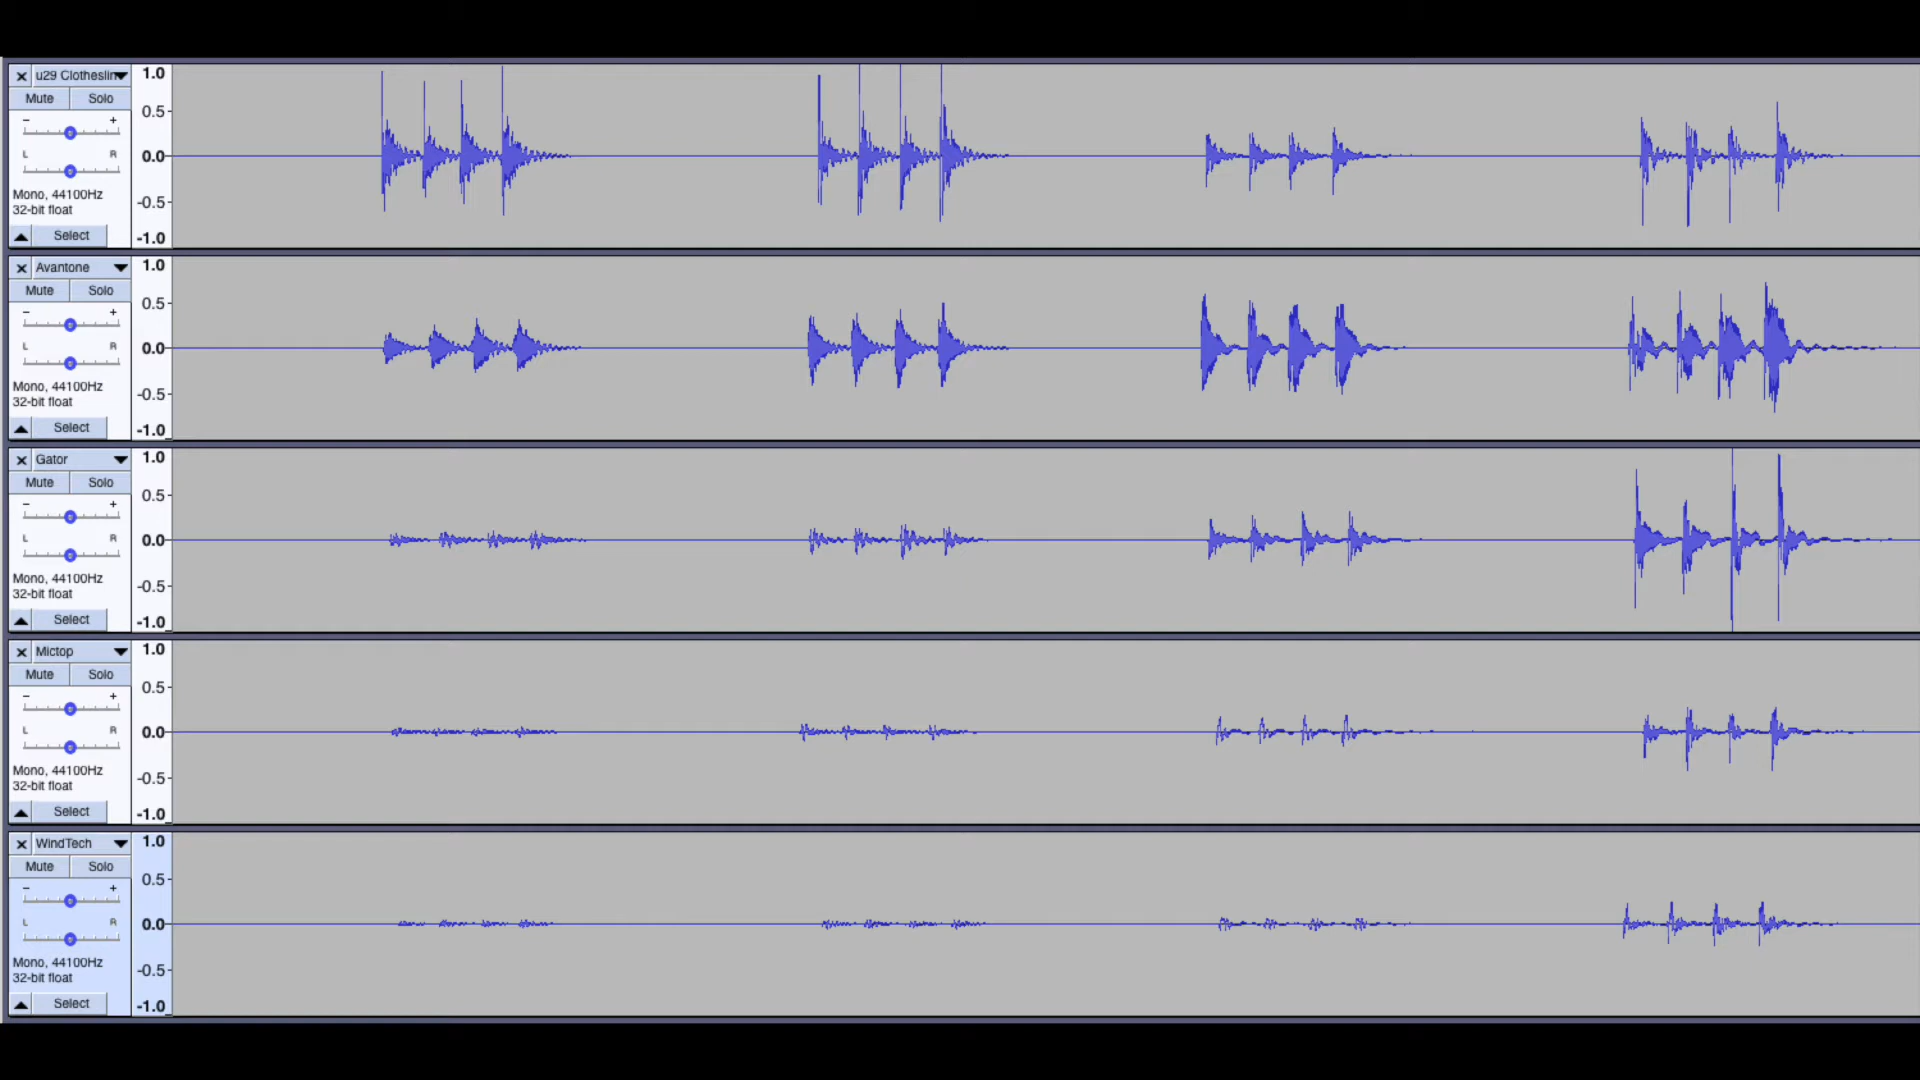 u29 Clotheslin
Mute Solo
- +
L R
Mono, 44100Hz
32-bit float
Select
1.0
0.5
0.0
-0.5
-1.0
Avantone
Mute Solo
- +
L R
Mono, 44100Hz
32-bit float
Select
1.0
0.5
0.0
-0.5
-1.0
Gator
Mute Solo
- +
L R
Mono, 44100Hz
32-bit float
Select
1.0
0.5
0.0
-0.5
-1.0
Mictop
Mute Solo
- +
L R
Mono, 44100Hz
32-bit float
Select
1.0
0.5
0.0
-0.5
-1.0
WindTech
Mute Solo
- +
L R
Mono, 44100Hz
32-bit float
Select
1.0
0.5
0.0
-0.5
-1.0